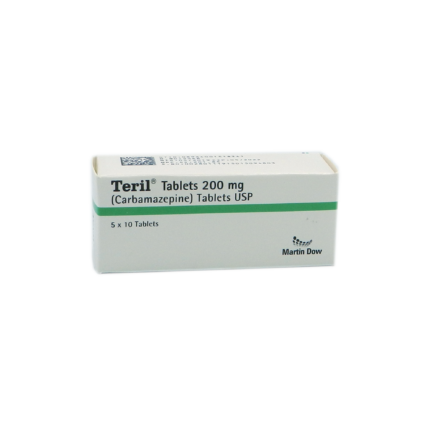 Teril® Tablets 200 mg
(Carbamazepine) Tablets USP
5 x 10 Tablets
Martin Dow